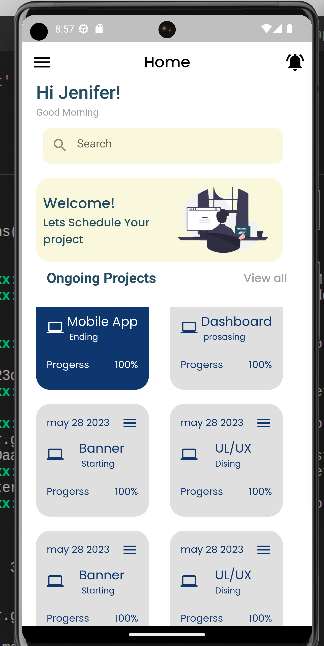 8:57
Home
Hi Jenifer!
Good Morning
Search
Welcome!
Lets Schedule Your
project
Ongoing Projects View all
Mobile App
Ending
Progerss 100%
Dashboard
prosasing
Progerss 100%
may 28 2023
Banner
Starting
Progerss 100%
may 28 2023
UL/UX
Dising
Progerss 100%
may 28 2023
Banner
Starting
Progerss 100%
may 28 2023
UL/UX
Dising
Progerss 100%